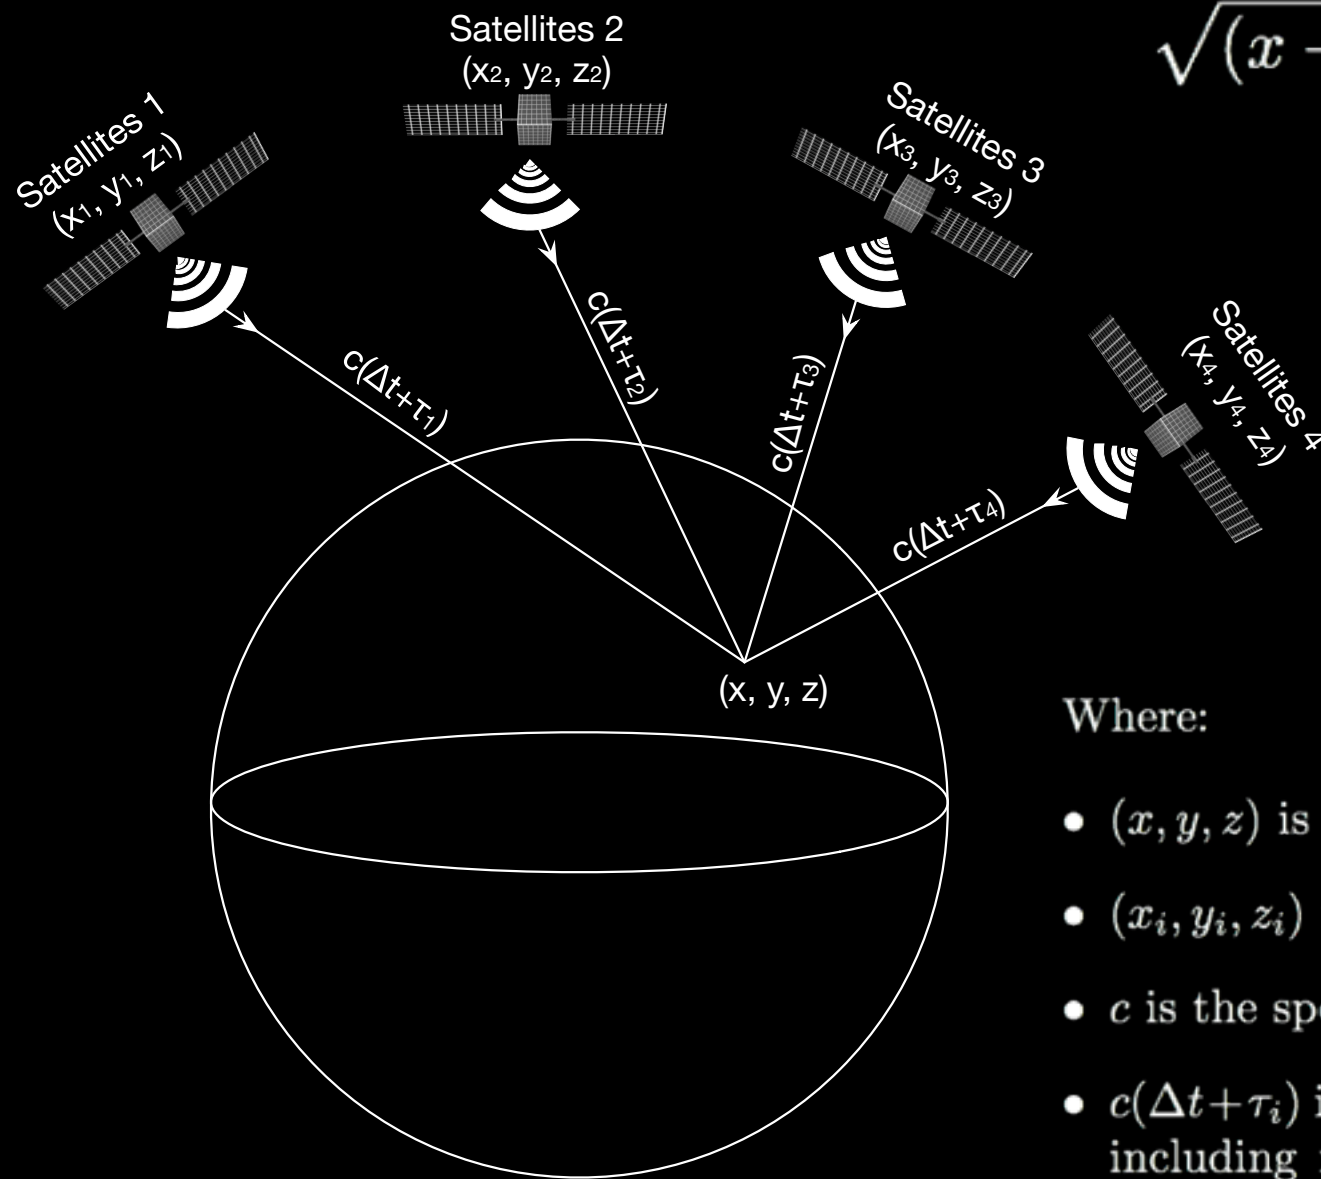 Satellites 1
(x1, y1, z1)
Satellites 2
(x2, y2, z2)
Satellites 3
(x3, y3, z3)
Satellites 4
(x4, y4, z4)
√(x −
c(Δt+τ1)
c(Δt+τ2)
c(Δt+τ3)
c(Δt+τ4)
(x, y, z)
Where:
• (x, y, z) is
• (xi, yi, zi)
• c is the
• c(Δt+τi)
including